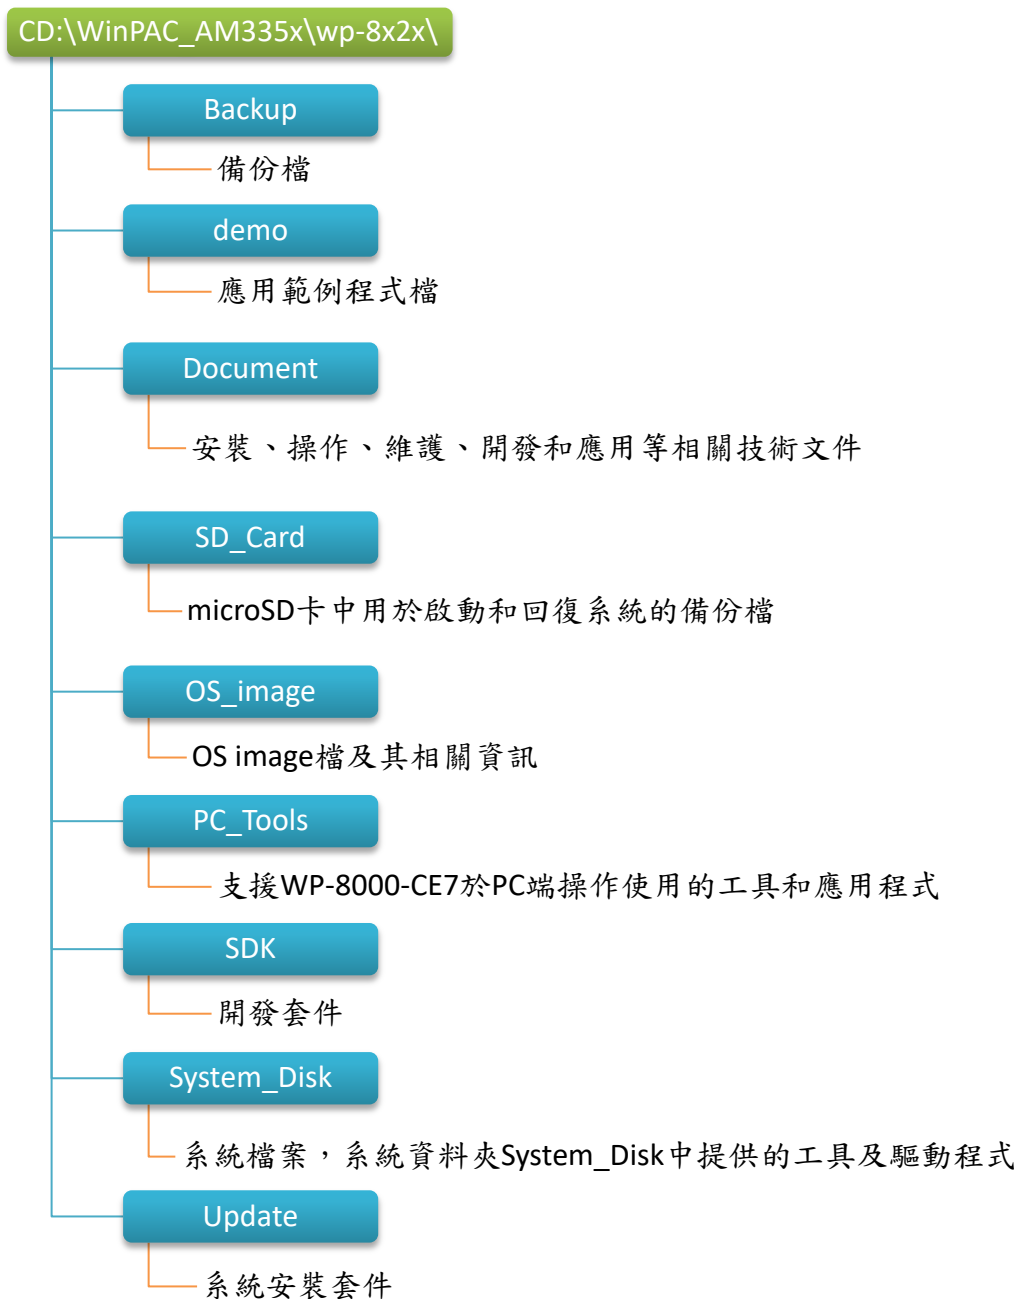 CD:\WinPAC_AM335x\wp-8x2x\
Backup
備份檔
demo
應用範例程式檔
Document
安裝、操作、維護、開發和應用等相關技術文件
SD_Card
microSD卡中用於啟動和回復系統的備份檔
OS_image
OS image檔及其相關資訊
PC_Tools
支援WP-8000-CE7於PC端操作使用的工具和應用程式
SDK
開發套件
System_Disk
系統檔案，系統資料夾System_Disk中提供的工具及驅動程式
Update
系統安裝套件